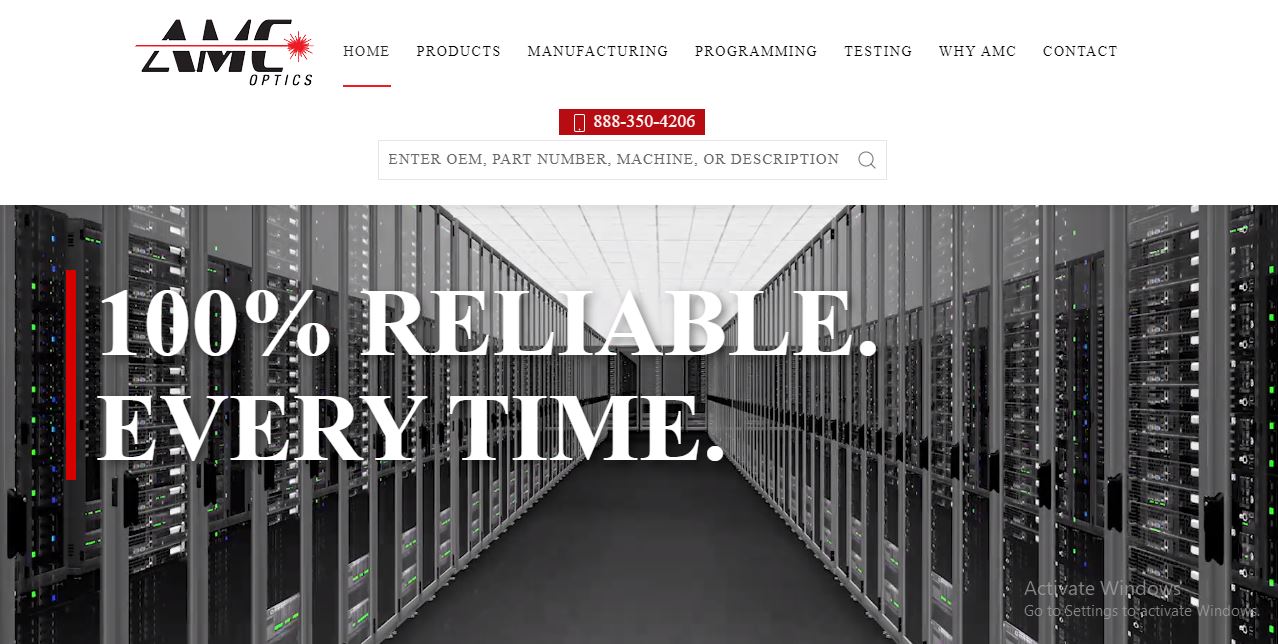 AMC
OPTICS
HOME PRODUCTS MANUFACTURING PROGRAMMING TESTING WHY AMC CONTACT
888-350-4206
ENTER OEM, PART NUMBER, MACHINE, OR DESCRIPTION
100% RELIABLE.
EVERY TIME.
Activate Windows
Go to Settings to activate Windows.